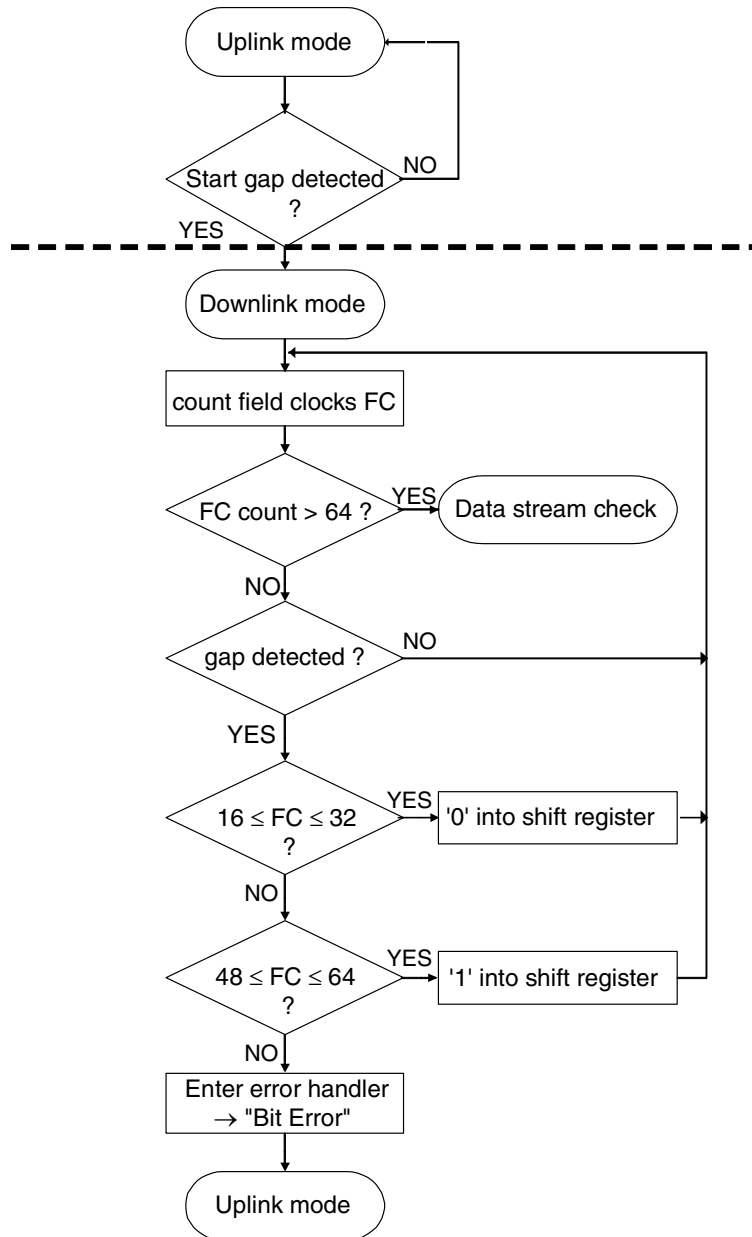 Uplink mode
Start gap detected
?
NO
YES
Downlink mode
count field clocks FC
FC count > 64 ?
YES
Data stream check
NO
gap detected ?
NO
YES
16 ≤ FC ≤ 32
?
YES
'0' into shift register
NO
48 ≤ FC ≤ 64
?
YES
'1' into shift register
NO
Enter error handler
→ "Bit Error"
Uplink mode